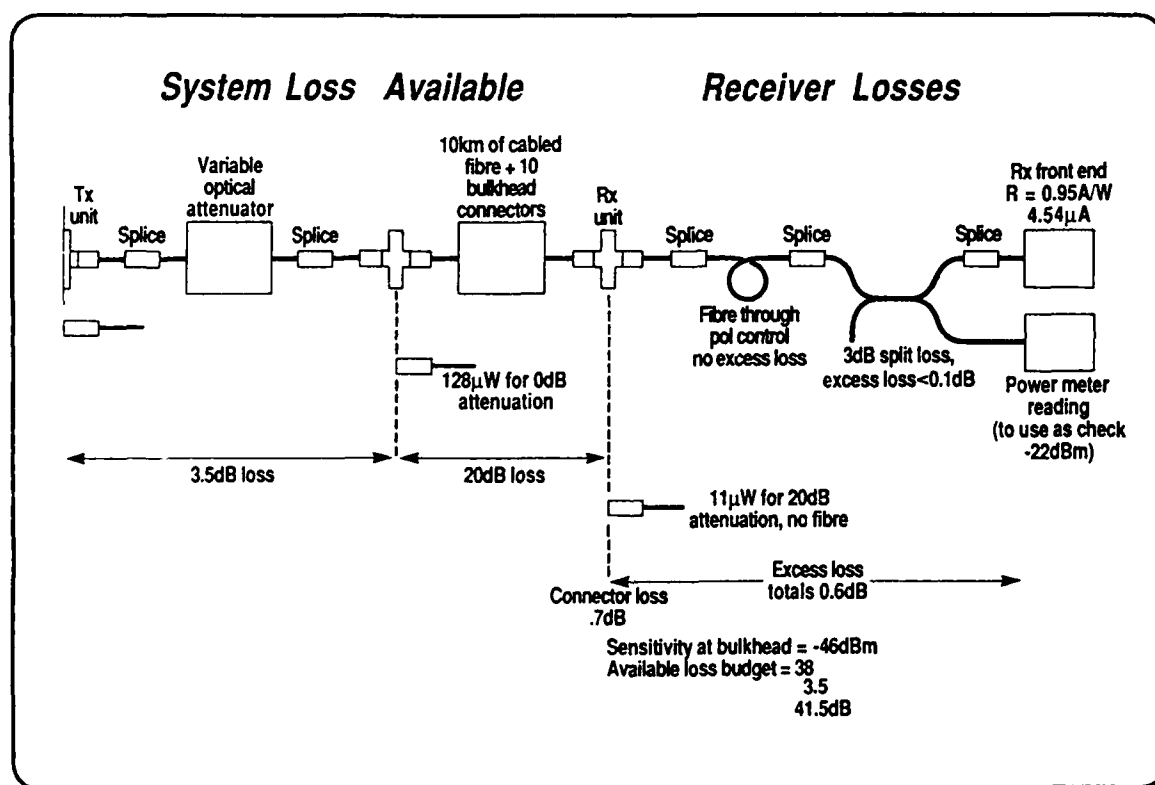 System Loss Available
Receiver Losses
Tx
unit
Splice
Variable
optical
attenuator
Splice
10km of cabled
fibre + 10
bulkhead
connectors
Rx
unit
Splice
Splice
Splice
Rx front end
R = 0.95A/W
4.54µA
Fibre through
pol control
no excess loss
3dB split loss,
excess loss<0.1dB
Power meter
reading
(to use as check
-22dBm)
128µW for 0dB
attenuation
3.5dB loss
20dB loss
11µW for 20dB
attenuation, no fibre
Excess loss
totals 0.6dB
Connector loss
.7dB
Sensitivity at bulkhead = -46dBm
Available loss budget = 38
3.5
41.5dB